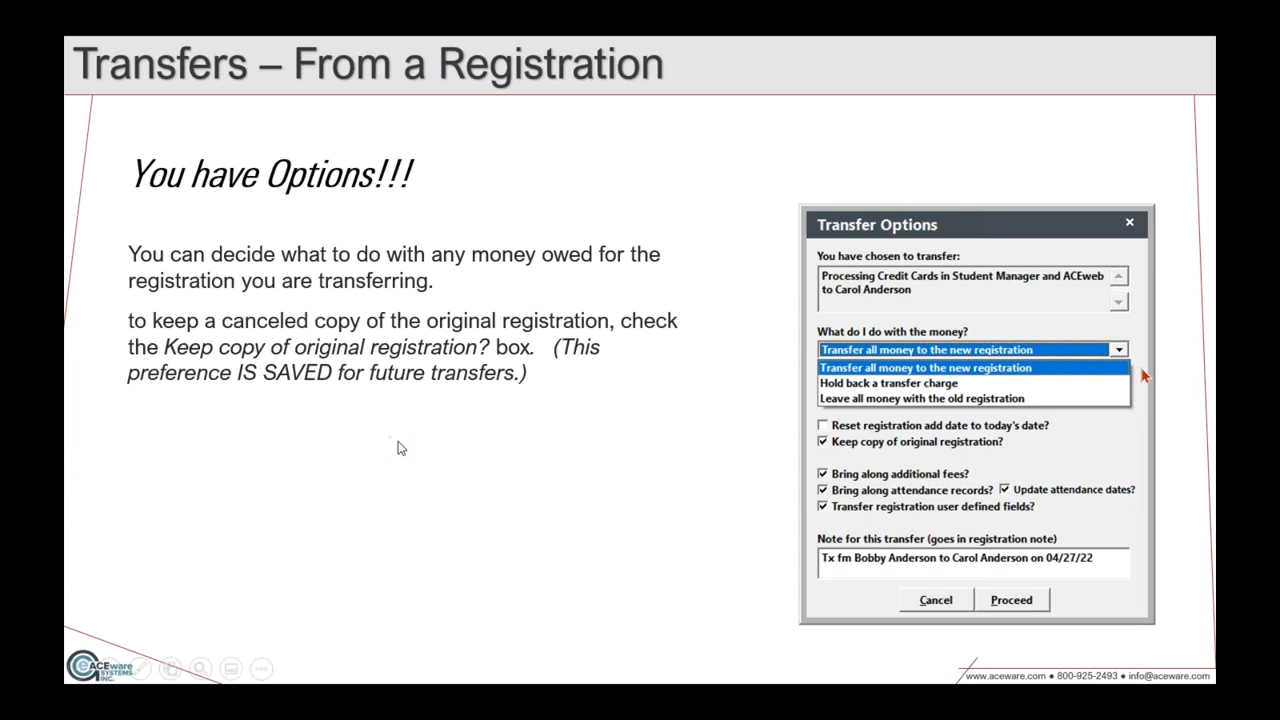 Transfers – From a Registration
You have Options!!!
You can decide what to do with any money owed for the
registration you are transferring.
to keep a canceled copy of the original registration, check
the Keep copy of original registration? box. (This
preference IS SAVED for future transfers.)
Transfer Options
You have chosen to transfer:
Processing Credit Cards in Student Manager and ACEweb
to Carol Anderson
What do I do with the money?
Transfer all money to the new registration
Transfer all money to the new registration
Hold back a transfer charge
Leave all money with the old registration
Reset registration add date to today's date?
Keep copy of original registration?
Bring along additional fees?
Bring along attendance records? Update attendance dates?
Transfer registration user defined fields?
Note for this transfer (goes in registration note)
Tx fm Bobby Anderson to Carol Anderson on 04/27/22
Cancel Proceed
ACEware
SYSTEMS
INC.
www.aceware.com ● 800-925-2493 ● info@aceware.com